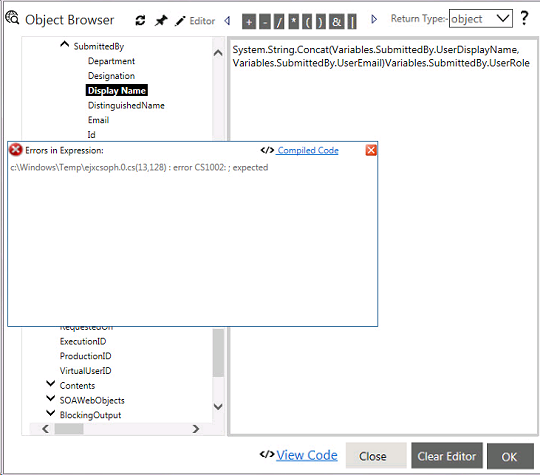 Object Browser Editor + - / * ( ) & | Return Type:- object ?
SubmittedBy
Department
Designation
Display Name
DistinguishedName
Email
Id
System.String.Concat(Variables.SubmittedBy.UserDisplayName,
Variables.SubmittedBy.UserEmail)Variables.SubmittedBy.UserRole
Errors in Expression: </> Compiled Code
c:\Windows\Temp\ejxcsoph.0.cs(13,128) : error CS1002: ; expected
RequestedOn
ExecutionID
ProductionID
VirtualUserID
Contents
SOAWebObjects
BlockingOutput
</> View Code Close Clear Editor OK